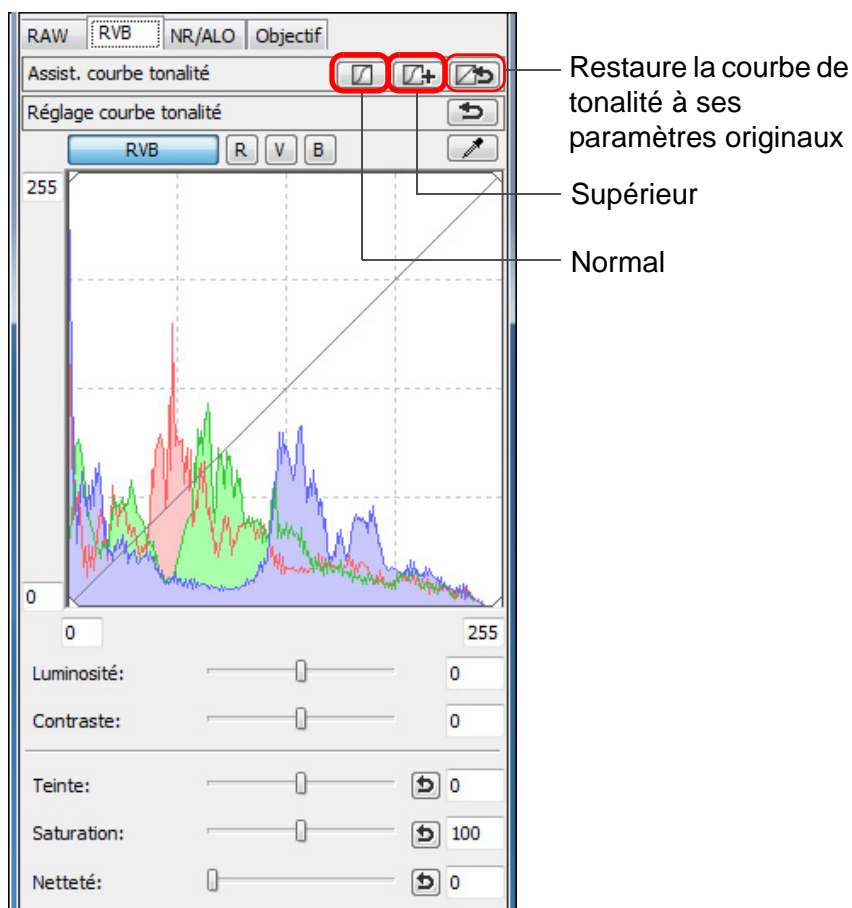 RAW RVB NR/ALO Objectif
Assist. courbe tonalité
Réglage courbe tonalité
RVB R V B
255
0
0 255
Luminosité: 0
Contraste: 0
Teinte: 0
Saturation: 100
Netteté: 0
Restaure la courbe de
tonalité à ses
paramètres originaux
Supérieur
Normal